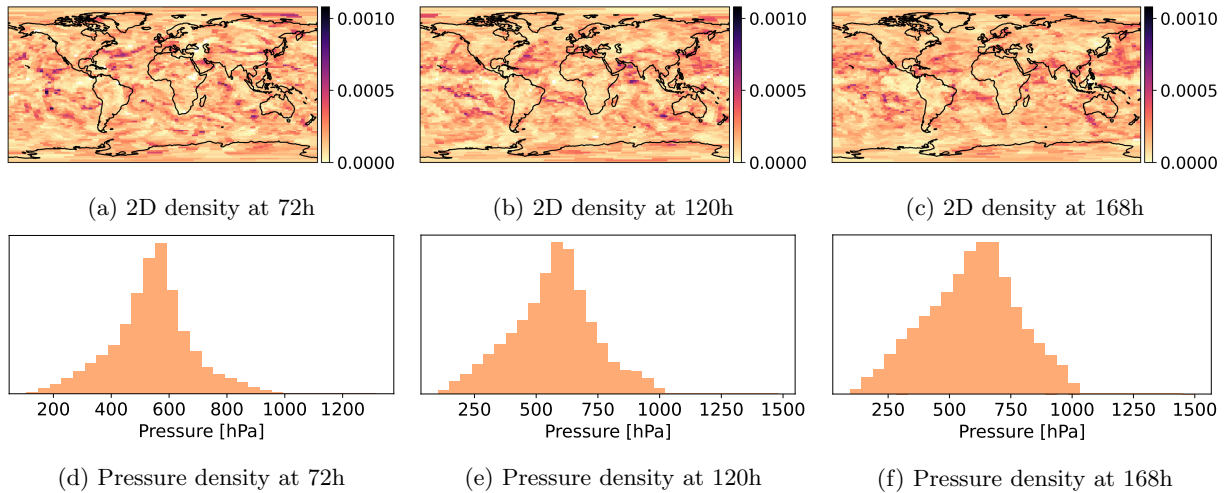 0.0010
0.0005
0.0000
0.0010
0.0005
0.0000
0.0010
0.0005
0.0000
(a) 2D density at 72h
(b) 2D density at 120h
(c) 2D density at 168h
200 400 600 800 1000 1200
Pressure [hPa]
250 500 750 1000 1250 1500
Pressure [hPa]
250 500 750 1000 1250 1500
Pressure [hPa]
(d) Pressure density at 72h
(e) Pressure density at 120h
(f) Pressure density at 168h